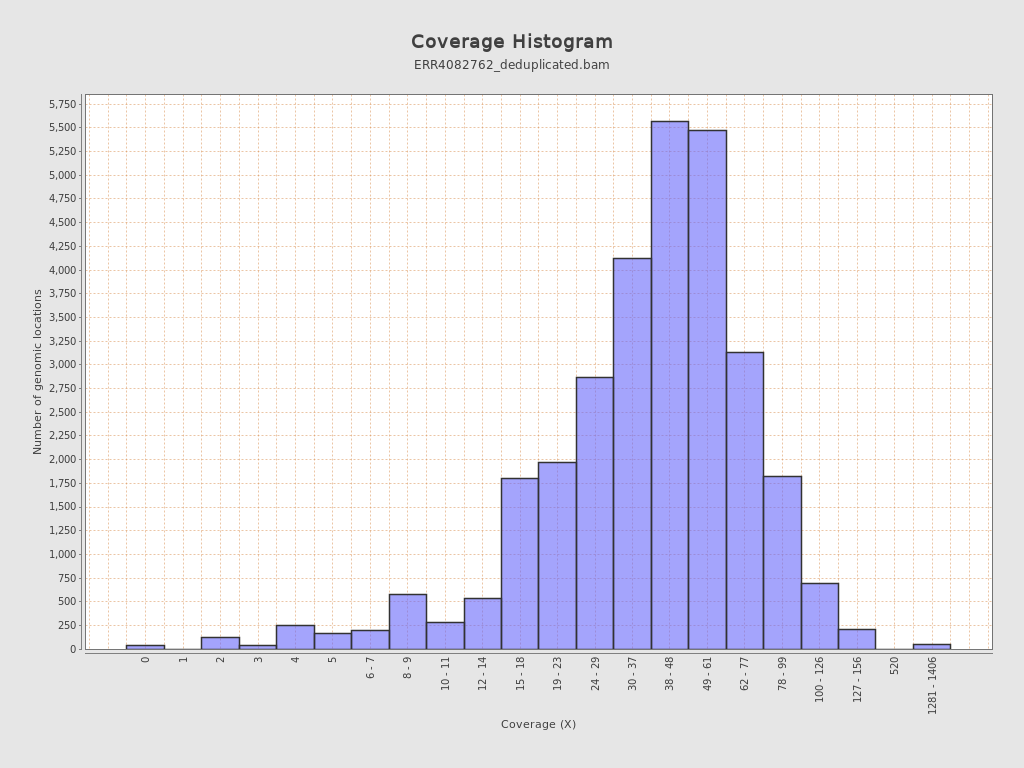 Coverage Histogram
ERR4082762_deduplicated.bam
Number of genomic locations
5,750
5,500
5,250
5,000
4,750
4,500
4,250
4,000
3,750
3,500
3,250
3,000
2,750
2,500
2,250
2,000
1,750
1,500
1,250
1,000
750
500
250
0
0
1
2
3
4
5
6 - 7
8 - 9
10 - 11
12 - 14
15 - 18
19 - 23
24 - 29
30 - 37
38 - 48
49 - 61
62 - 77
78 - 99
100 - 126
127 - 156
520
1281 - 1406
Coverage (X)